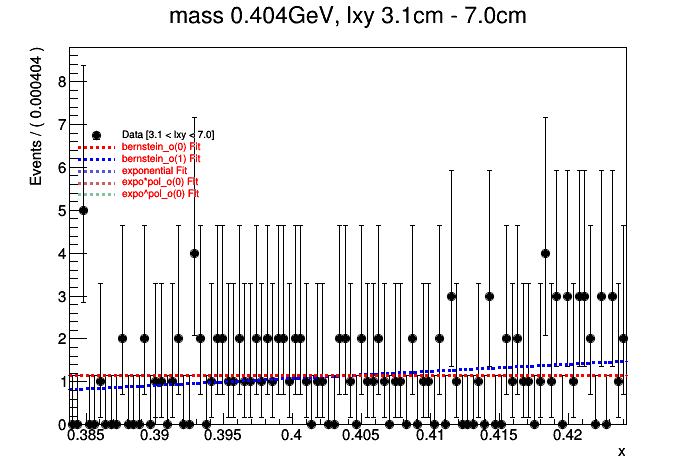 mass 0.404GeV, lxy 3.1cm - 7.0cm
Events / ( 0.000404 )
8
7
6
5
4
3
2
1
0
Data [3.1 < lxy < 7.0]
bernstein_o(0) Fit
bernstein_o(1) Fit
exponential Fit
expo*pol_o(0) Fit
expo^pol_o(0) Fit
0.385 0.39 0.395 0.4 0.405 0.41 0.415 0.42
x